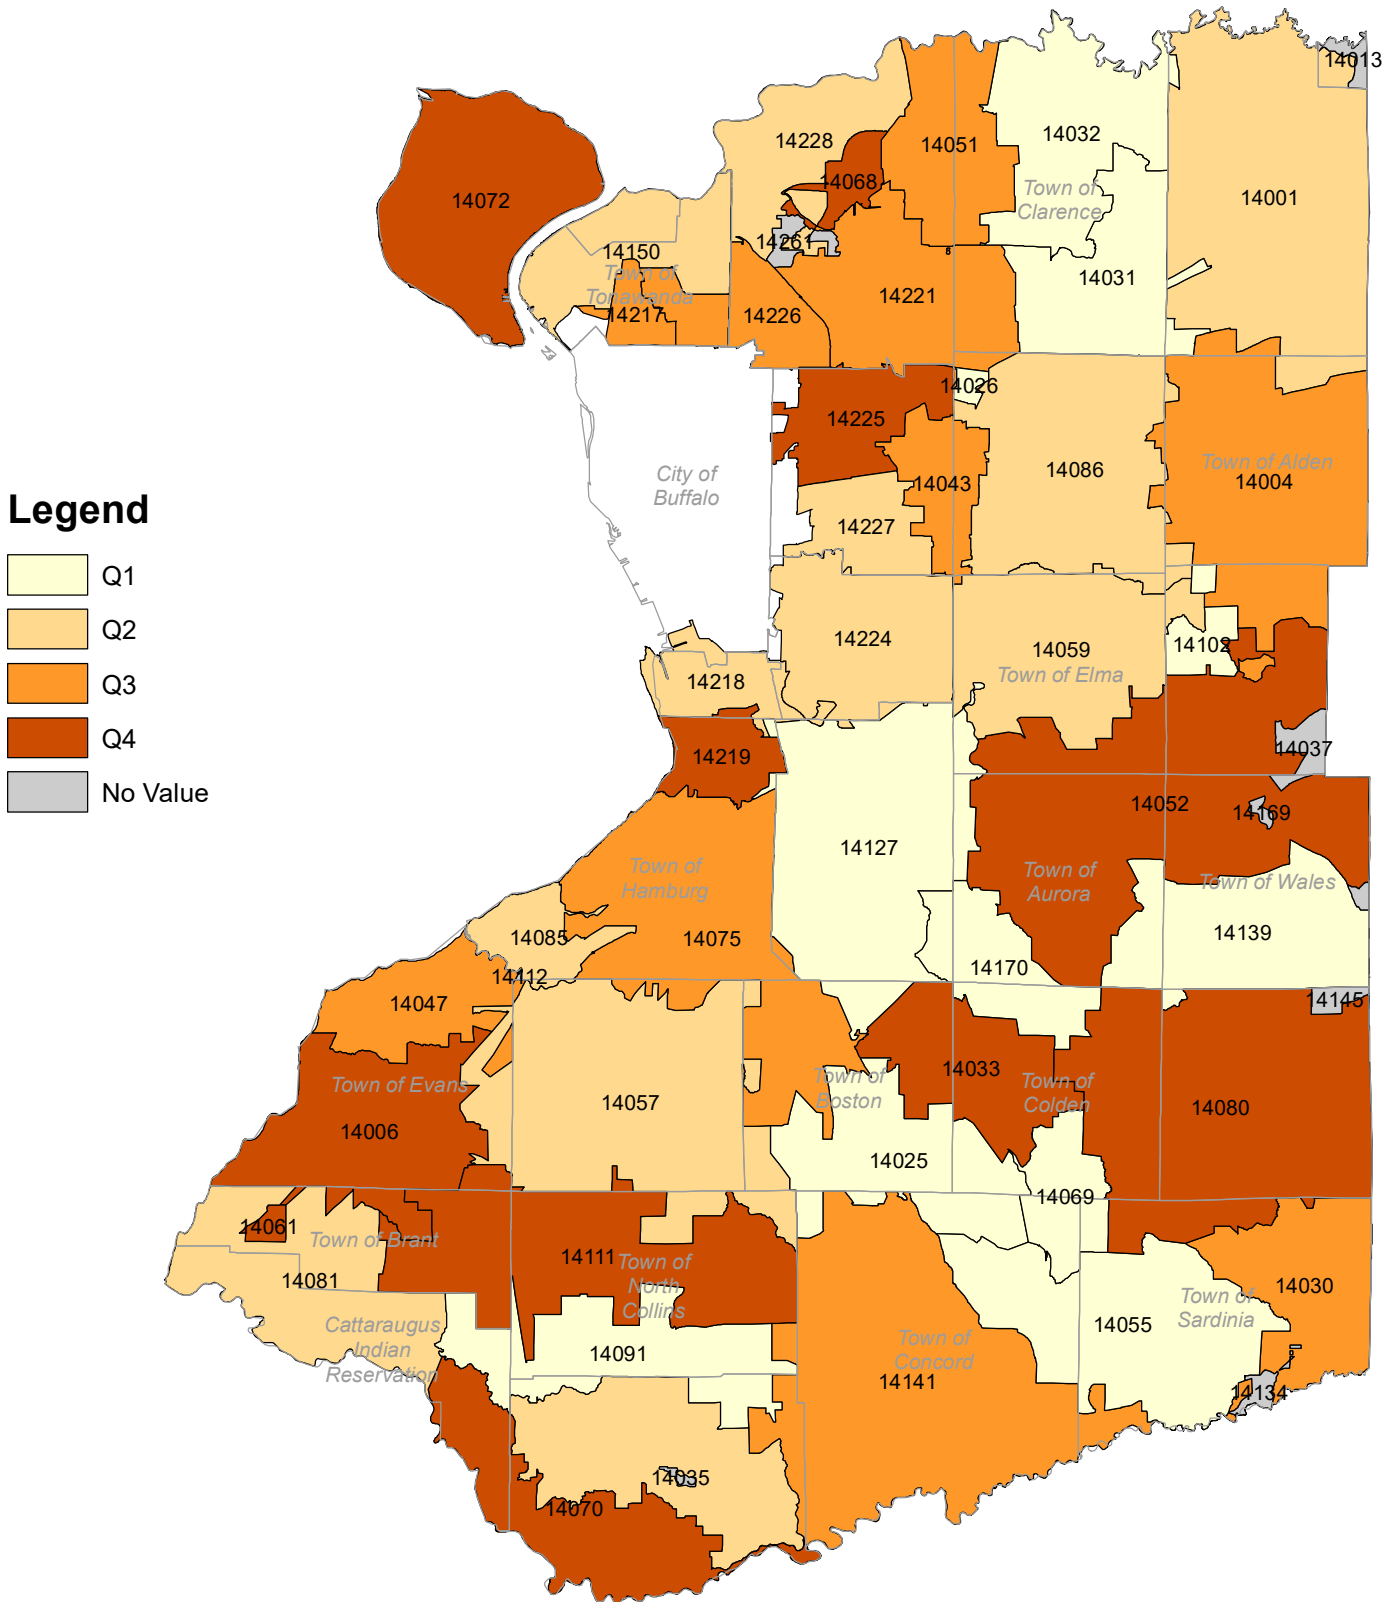 14013
14228
14051
14032
14068
14072
Town of
Clarence
14001
14261
14150
Town of
Tonawanda
14031
14221
14217
14226
14026
14225
City of
Buffalo
14043
14086
Town of Alden
14004
Legend
14227
Q1
Q2
14224
14059
Town of Elma
14102
Q3
14218
Q4
14219
14037
No Value
14052
14169
14127
Town of
Hamburg
Town of
Aurora
Town of Wales
14085
14075
14139
14112
14170
14047
14145
14033
Town of Evans
Town of
Boston
Town of
Colden
14057
14080
14006
14025
14069
14061
Town of Brant
14111
Town of
North
Collins
14081
14030
Town of
Sardinia
Cattaraugus
Indian
Reservation
14055
14091
Town of
Concord
14141
14134
14035
14070